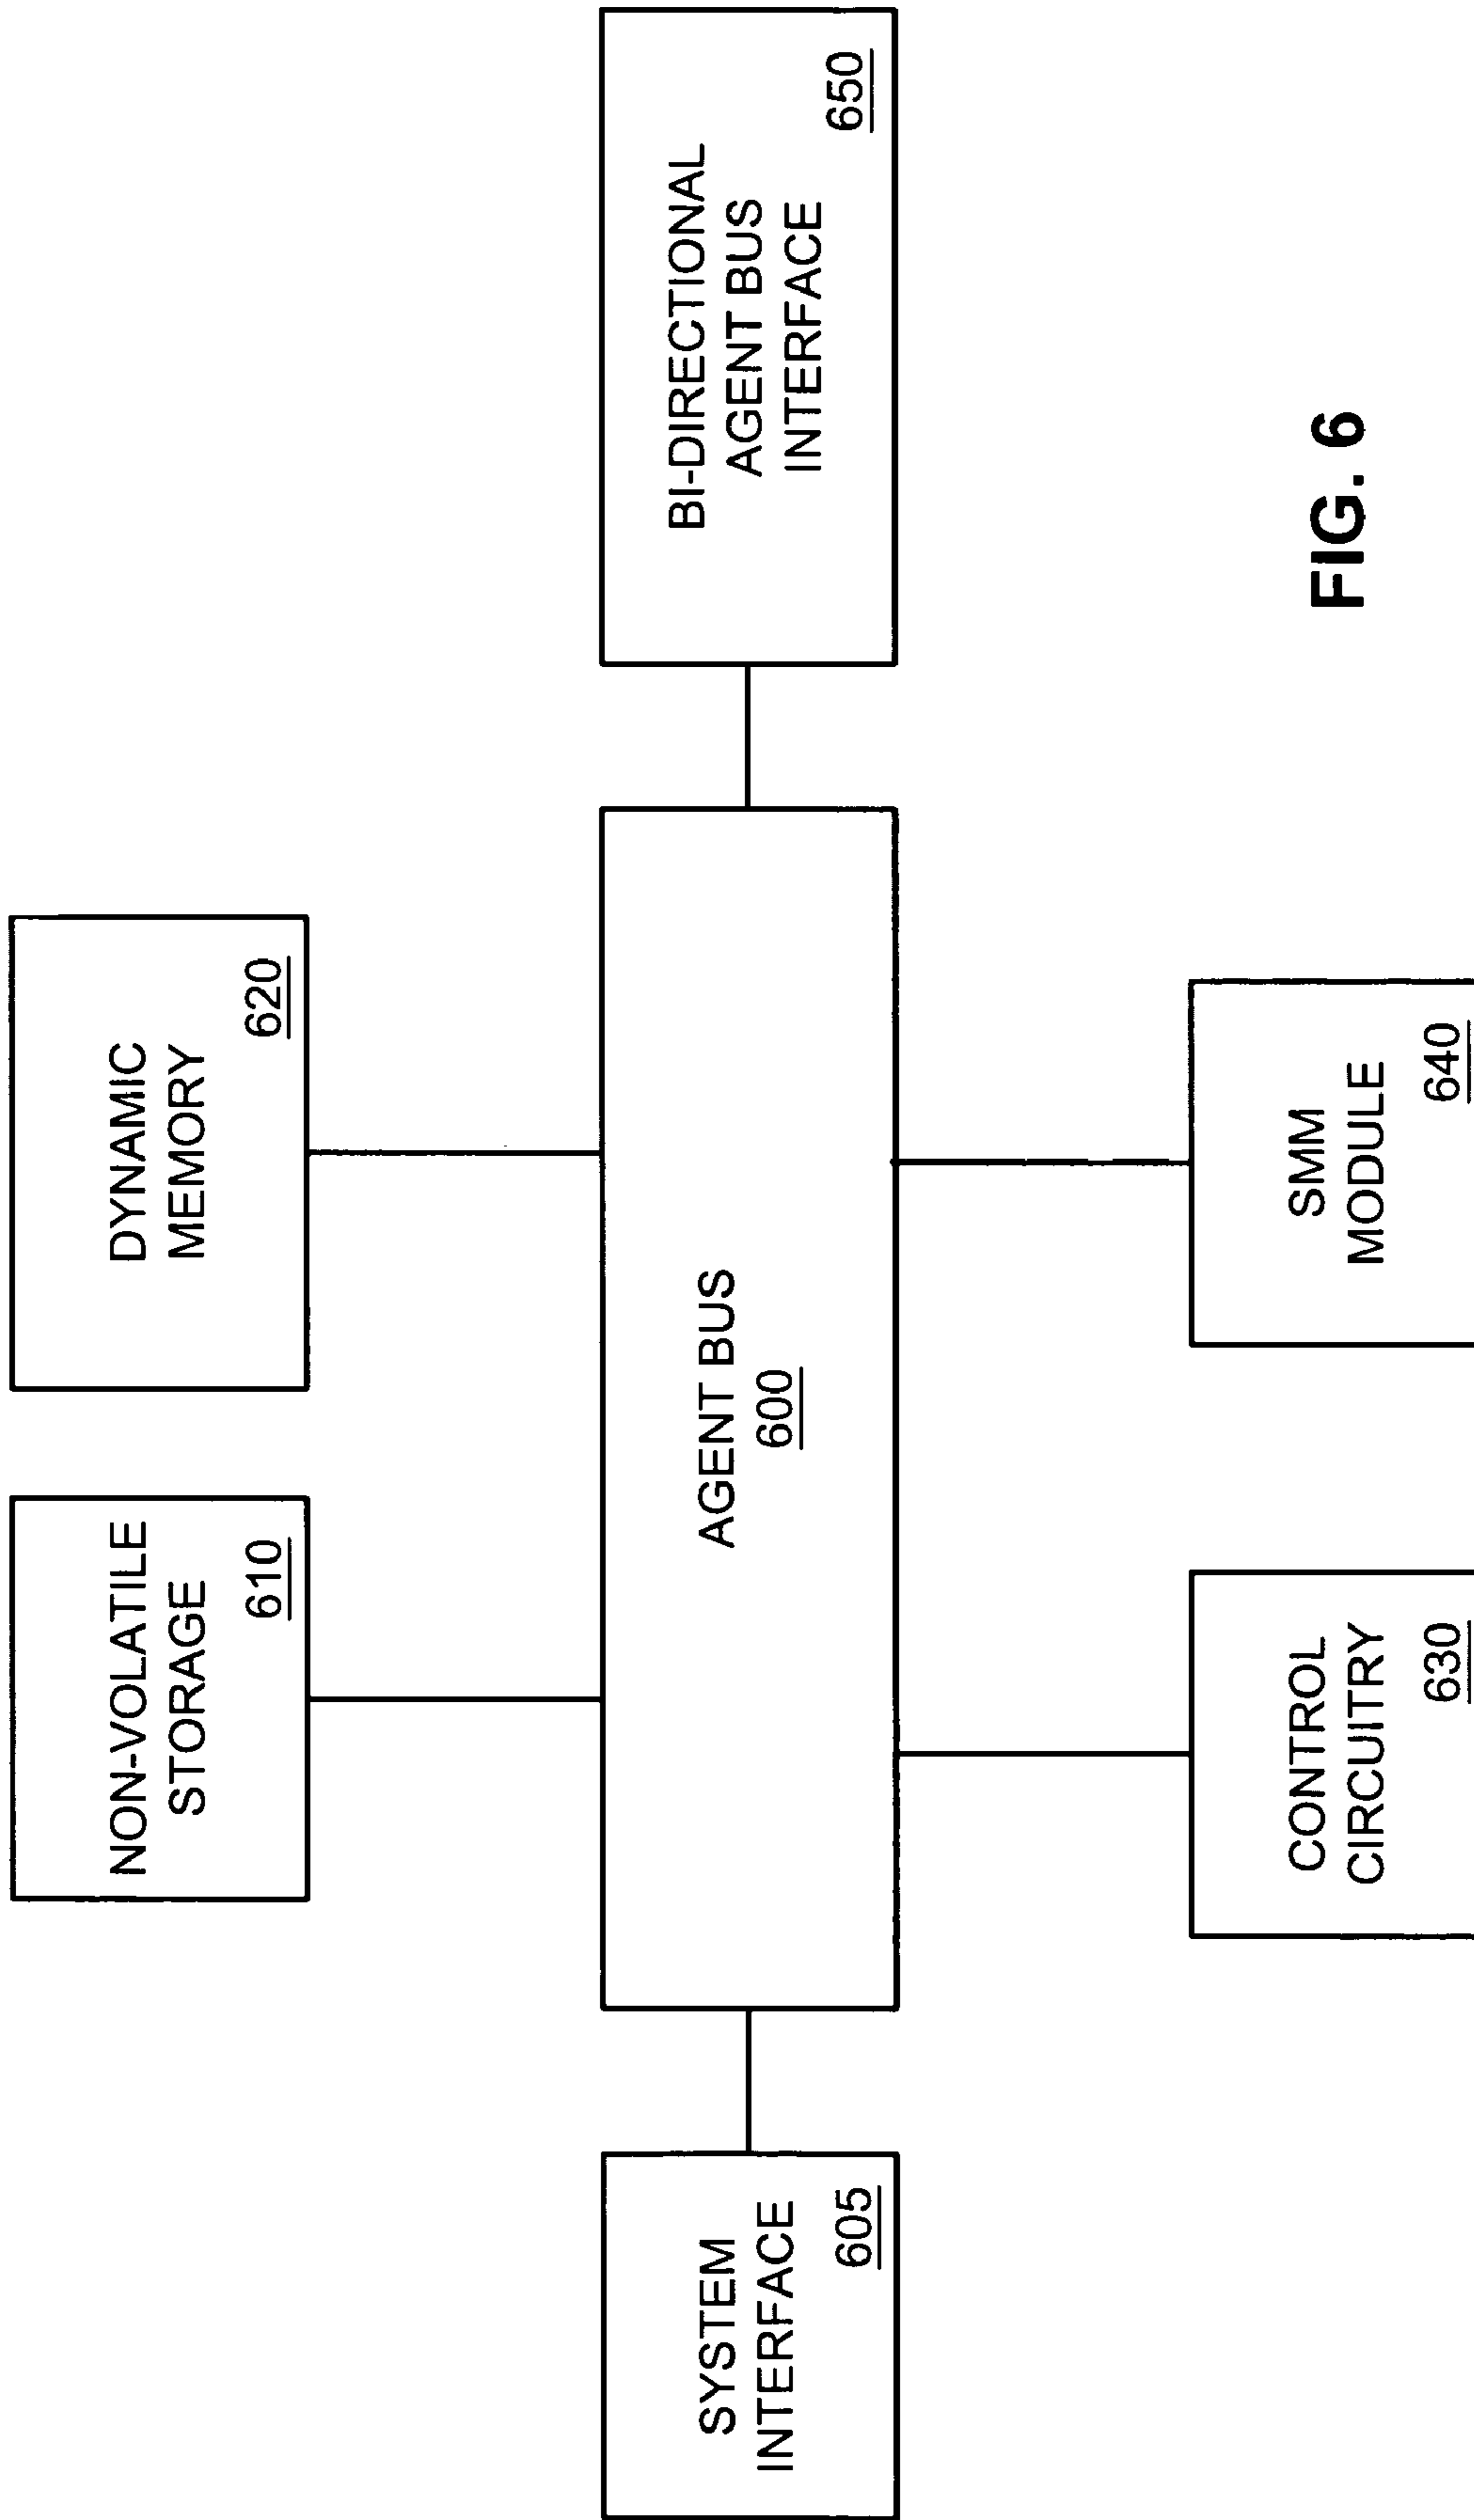 NON-VOLATILE
STORAGE
610
DYNAMIC
MEMORY
620
SYSTEM
INTERFACE
605
AGENT BUS
600
BI-DIRECTIONAL
AGENT BUS
INTERFACE
650
CONTROL
CIRCUITRY
630
SMM
MODULE
640
FIG. 6